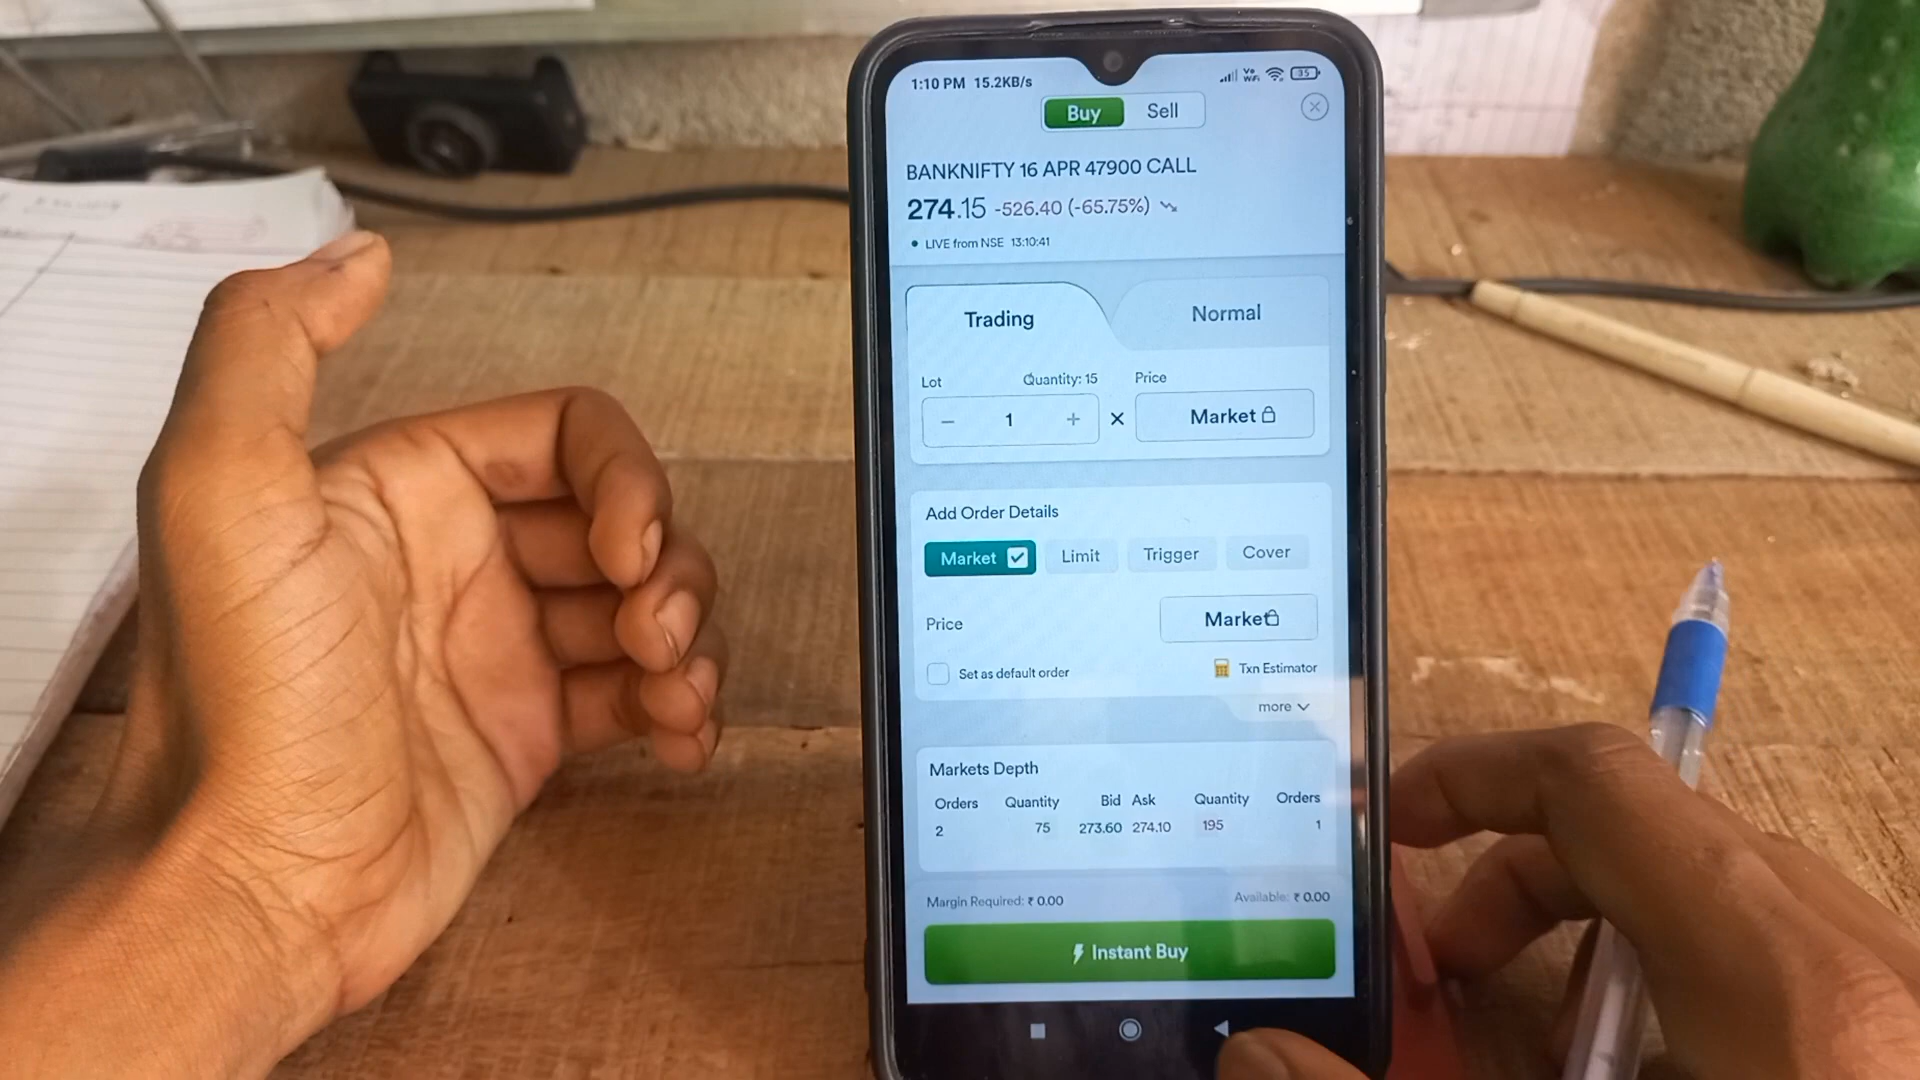 1:10 PM 15.2KB/s
Vo WiFi 35
Buy Sell
BANKNIFTY 16 APR 47900 CALL
274.15 -526.40 (-65.75%)
LIVE from NSE 13:10:41
Trading Normal
Lot Quantity: 15 Price
− 1 + × Market
Add Order Details
Market Limit Trigger Cover
Price Market
Set as default order Txn Estimator
more
Markets Depth
Orders Quantity Bid Ask Quantity Orders
2 75 273.60 274.10 195 1
Margin Required: ₹ 0.00 Available: ₹ 0.00
Instant Buy